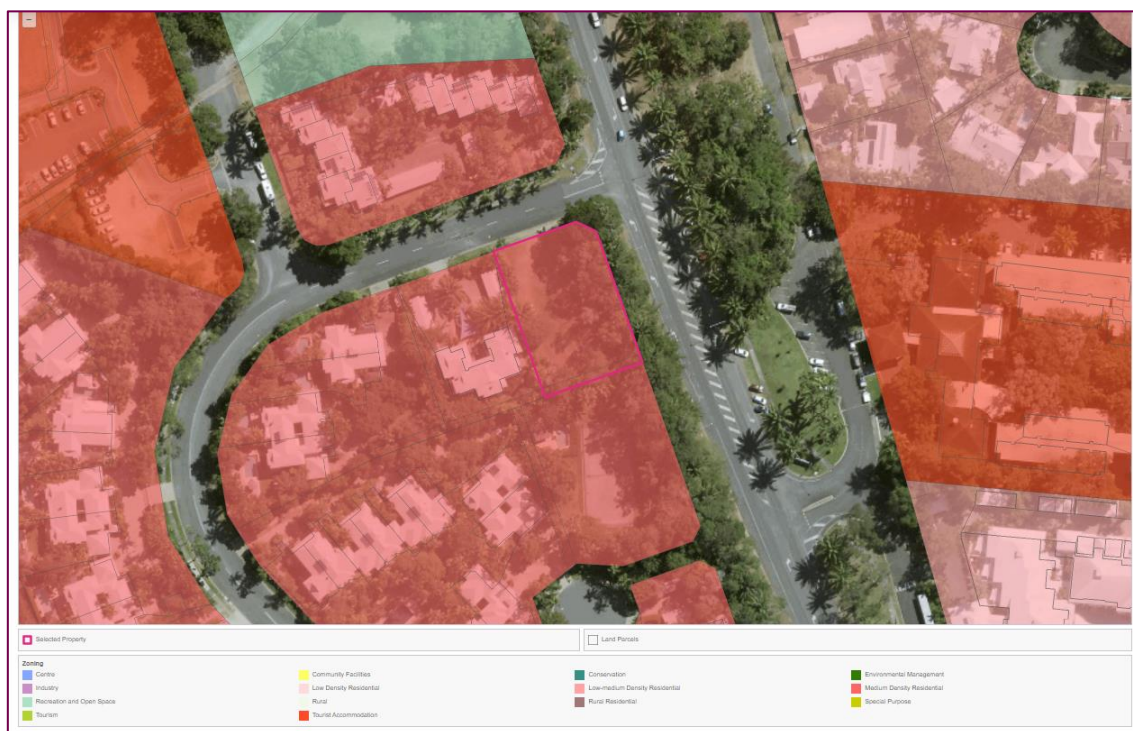 −
Selected Property
Land Parcels
Zoning
Centre
Community Facilities
Conservation
Environmental Management
Industry
Low Density Residential
Low-medium Density Residential
Medium Density Residential
Recreation and Open Space
Rural
Rural Residential
Special Purpose
Tourism
Tourist Accommodation